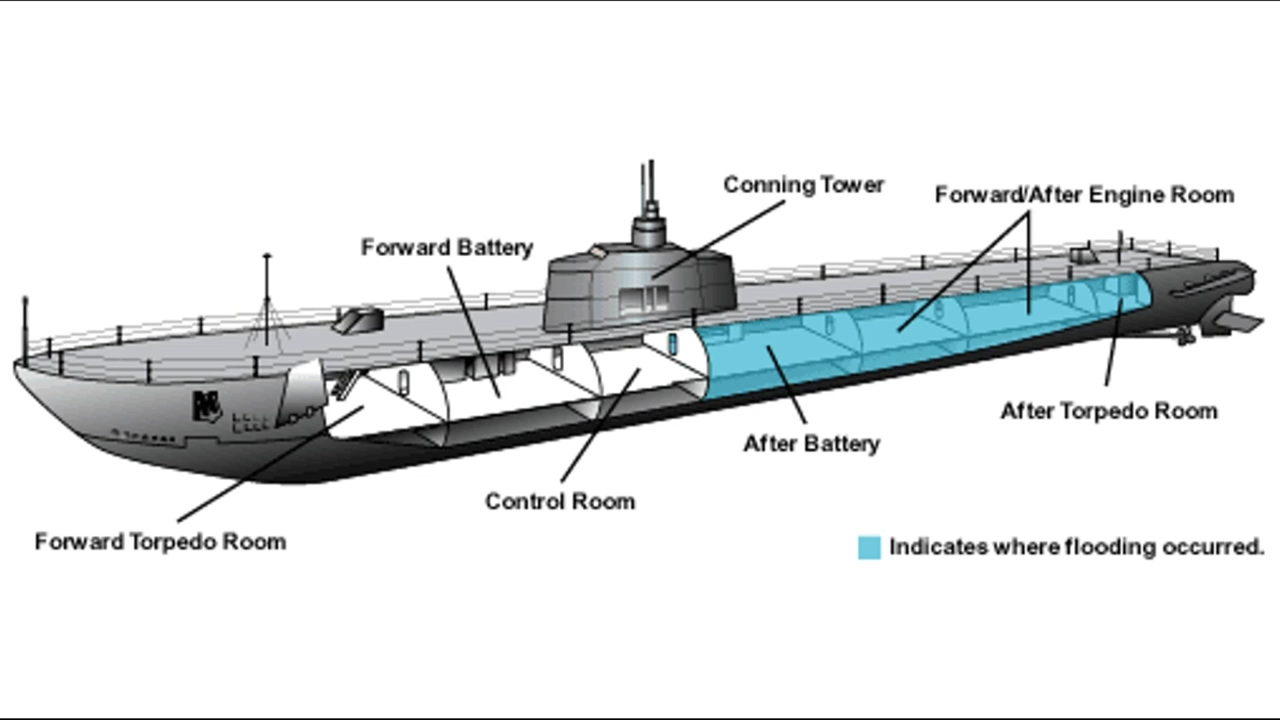 Conning Tower
Forward/After Engine Room
Forward Battery
After Torpedo Room
After Battery
Control Room
Forward Torpedo Room
Indicates where flooding occurred.